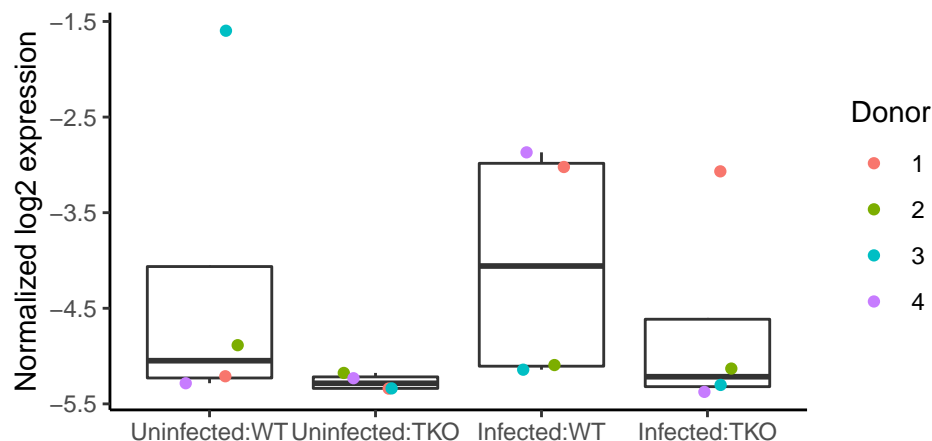 Normalized log2 expression
−1.5
−2.5
−3.5
−4.5
−5.5
Uninfected:WT
Uninfected:TKO
Infected:WT
Infected:TKO
Donor
1
2
3
4